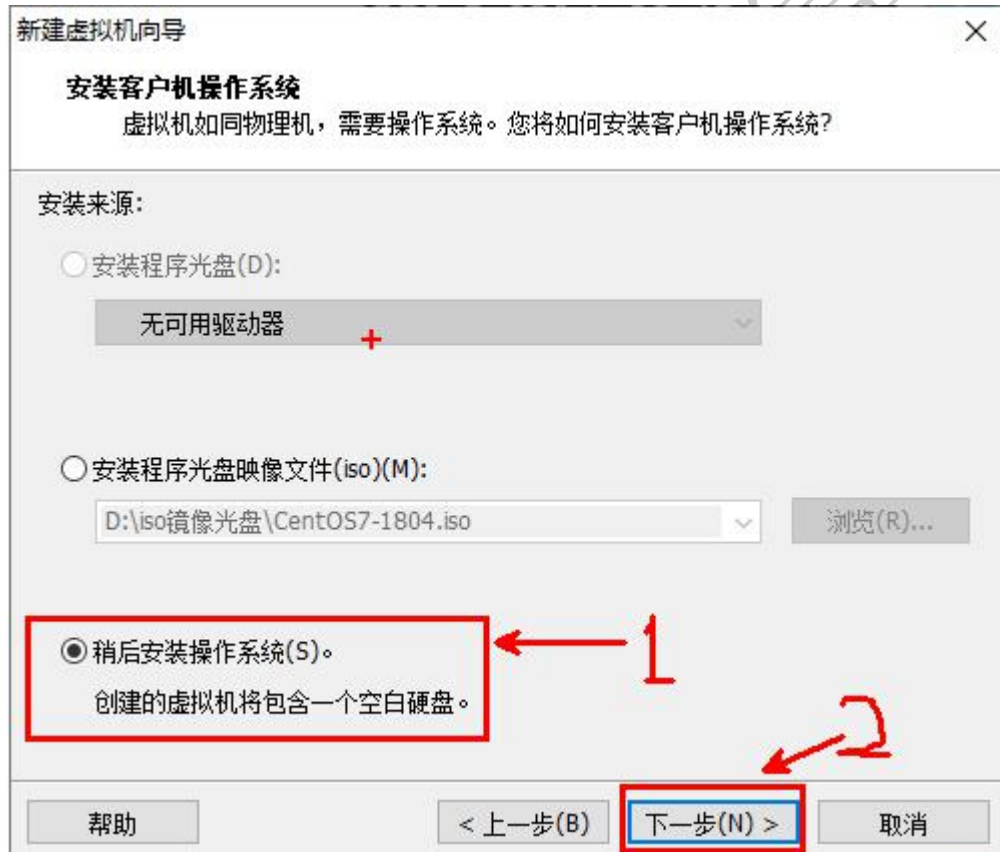 新建虚拟机向导
安装客户机操作系统
虚拟机如同物理机，需要操作系统。您将如何安装客户机操作系统?
安装来源:
安装程序光盘(D):
无可用驱动器
安装程序光盘映像文件(iso)(M):
D:\iso镜像光盘\CentOS7-1804.iso
浏览(R)...
稍后安装操作系统(S)。
1
创建的虚拟机将包含一个空白硬盘。
2
帮助
< 上一步(B)
下一步(N) >
取消